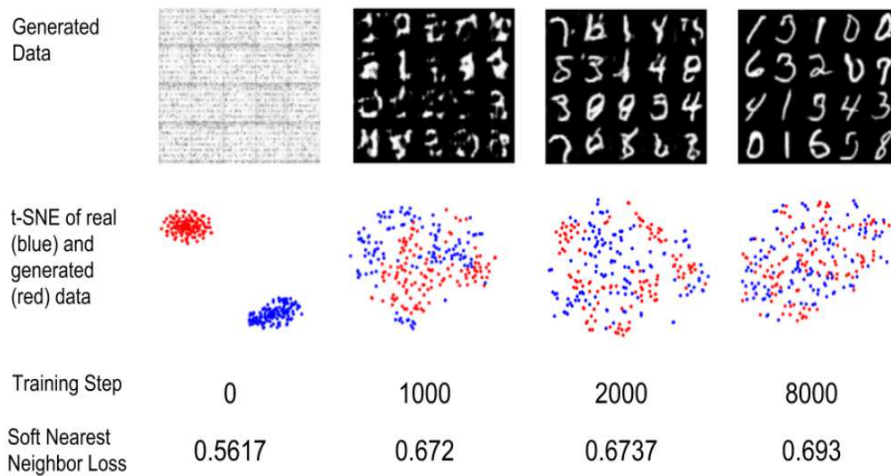 Generated
Data
t-SNE of real
(blue) and
generated
(red) data
Training Step
0
1000
2000
8000
Soft Nearest
Neighbor Loss
0.5617
0.672
0.6737
0.693